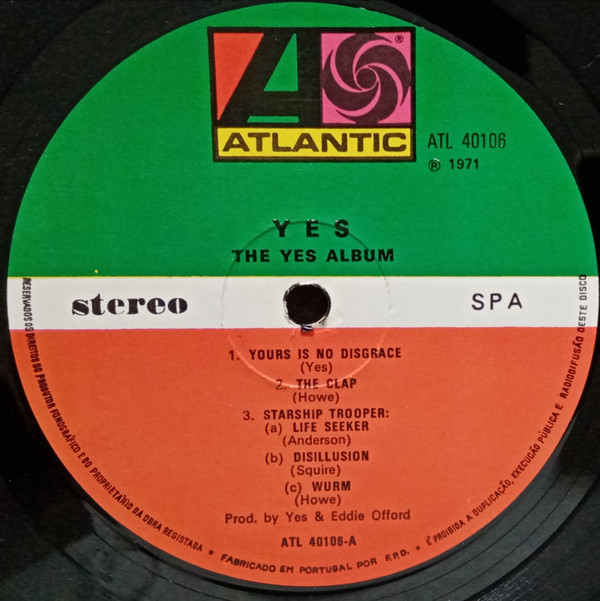 ATLANTIC
®
ATL 40106
℗ 1971
YES
THE YES ALBUM
stereo
SPA
1. YOURS IS NO DISGRACE
(Yes)
2. THE CLAP
(Howe)
3. STARSHIP TROOPER:
(a) LIFE SEEKER
(Anderson)
(b) DISILLUSION
(Squire)
(c) WURM
(Howe)
Prod. by Yes & Eddie Offord
ATL 40106-A
RESERVADOS OS DIREITOS DO PRODUTOR FONOGRÁFICO E DO PROPRIETÁRIO DA OBRA REGISTADA • FABRICADO EM PORTUGAL POR F.P.D. • É PROIBIDA A DUPLICAÇÃO, EXECUÇÃO PÚBLICA E RADIODIFUSÃO DESTE DISCO